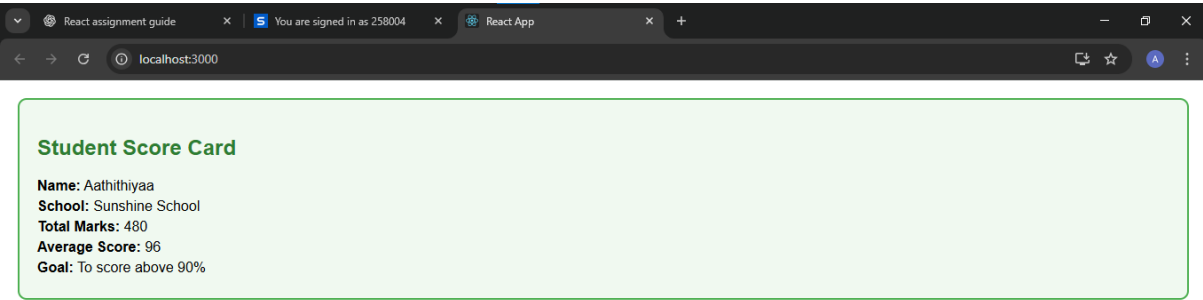 React assignment guide
You are signed in as 258004
React App
localhost:3000
A
Student Score Card
Name: Aathithiyaa
School: Sunshine School
Total Marks: 480
Average Score: 96
Goal: To score above 90%